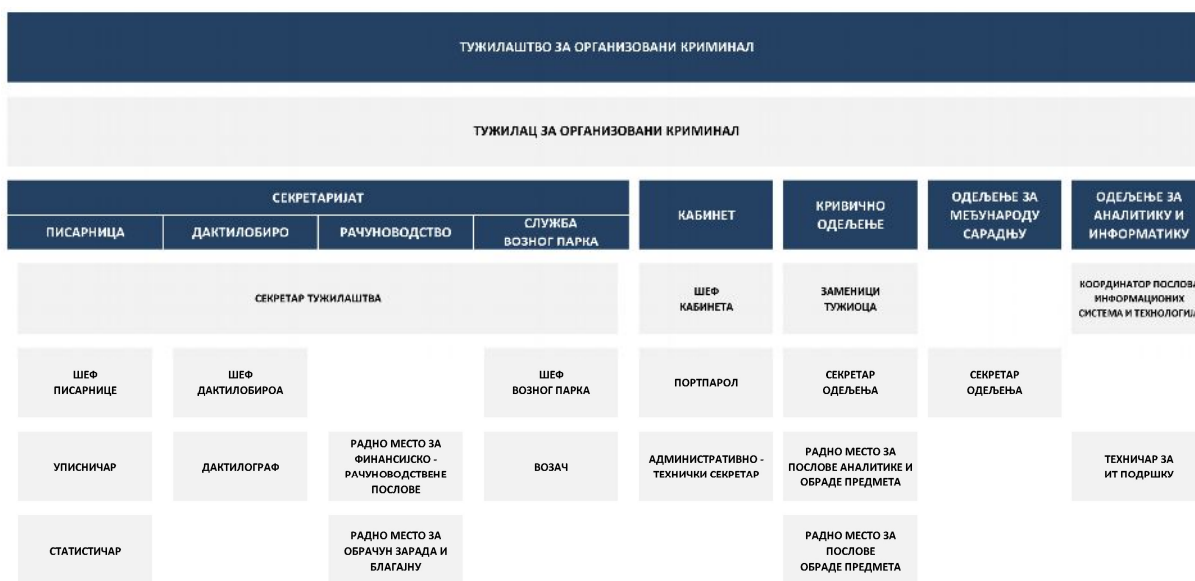 ТУЖИЛАШТВО ЗА ОРГАНИЗОВАНИ КРИМИНАЛ
ТУЖИЛАЦ ЗА ОРГАНИЗОВАНИ КРИМИНАЛ
СЕКРЕТАРИЈАТ
ПИСАРНИЦА
ДАКТИЛОБИРО
РАЧУНОВОДСТВО
СЛУЖБА
ВОЗНОГ ПАРКА
КАБИНЕТ
КРИВИЧНО
ОДЕЉЕЊЕ
ОДЕЉЕЊЕ ЗА
МЕЂУНАРОДУ
САРАДЊУ
ОДЕЉЕЊЕ ЗА
АНАЛИТИКУ И
ИНФОРМАТИКУ
СЕКРЕТАР ТУЖИЛАШТВА
ШЕФ
КАБИНЕТА
ЗАМЕНИЦИ
ТУЖИОЦА
КООРДИНАТОР ПОСЛОВА
ИНФОРМАЦИОНИХ
СИСТЕМА И ТЕХНОЛОГИЈА
ШЕФ
ПИСАРНИЦЕ
ШЕФ
ДАКТИЛОБИРОА
ШЕФ
ВОЗНОГ ПАРКА
ПОРТПАРОЛ
СЕКРЕТАР
ОДЕЉЕЊА
СЕКРЕТАР
ОДЕЉЕЊА
УПИСНИЧАР
ДАКТИЛОГРАФ
РАДНО МЕСТО ЗА
ФИНАНСИЈСКО -
РАЧУНОВОДСТВЕНЕ
ПОСЛОВЕ
ВОЗАЧ
АДМИНИСТРАТИВНО -
ТЕХНИЧКИ СЕКРЕТАР
РАДНО МЕСТО ЗА
ПОСЛОВЕ АНАЛИТИКЕ И
ОБРАДЕ ПРЕДМЕТА
ТЕХНИЧАР ЗА
ИТ ПОДРШКУ
СТАТИСТИЧАР
РАДНО МЕСТО ЗА
ОБРАЧУН ЗАРАДА И
БЛАГАЈНУ
РАДНО МЕСТО ЗА
ПОСЛОВЕ
ОБРАДЕ ПРЕДМЕТА